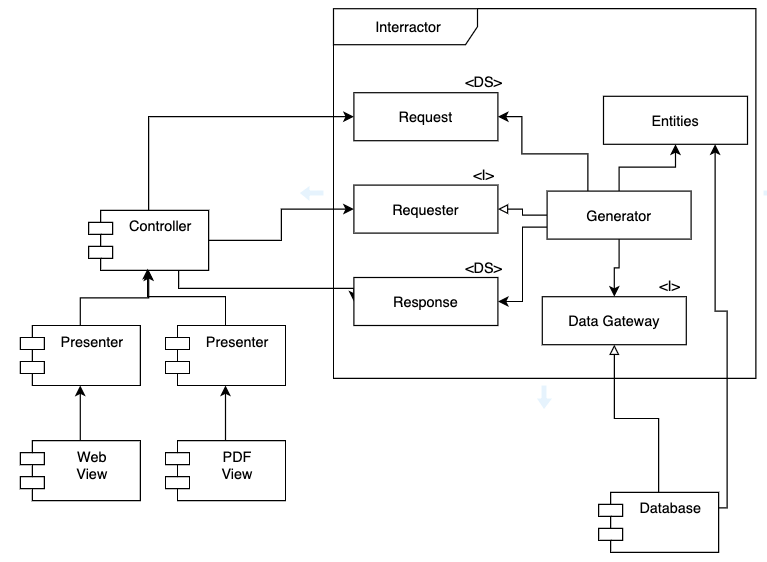 Interractor
<DS>
Request
Entities
<I>
Requester
Generator
Controller
<DS>
Response
<I>
Data Gateway
Presenter
Presenter
Web
View
PDF
View
Database